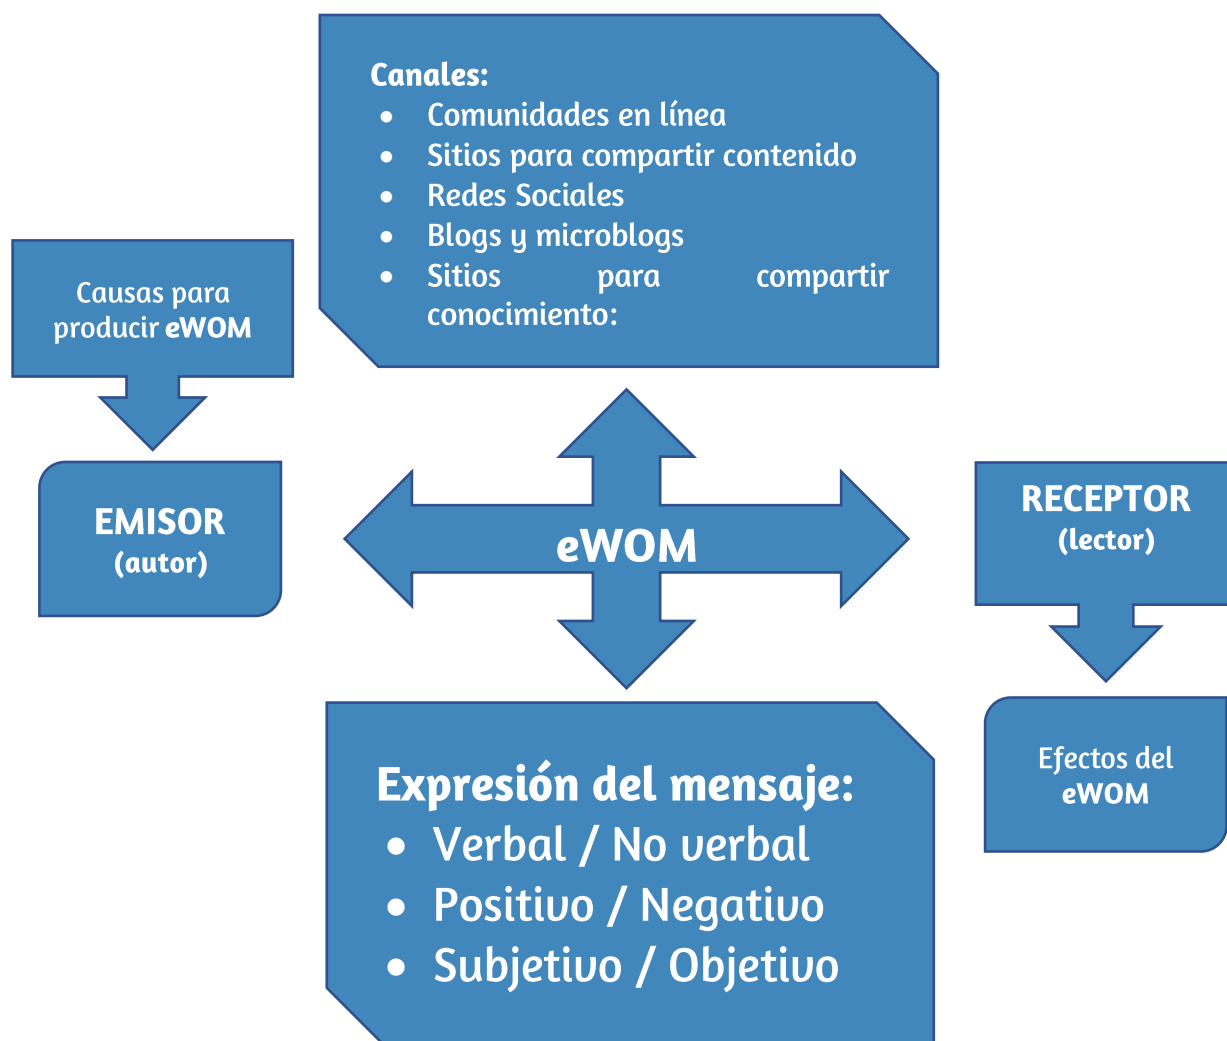 Canales:
• Comunidades en línea
• Sitios para compartir contenido
• Redes Sociales
• Blogs y microblogs
• Sitios para compartir
conocimiento:
Causas para
producir eWOM
EMISOR
(autor)
eWOM
RECEPTOR
(lector)
Efectos del
eWOM
Expresión del mensaje:
• Verbal / No verbal
• Positivo / Negativo
• Subjetivo / Objetivo